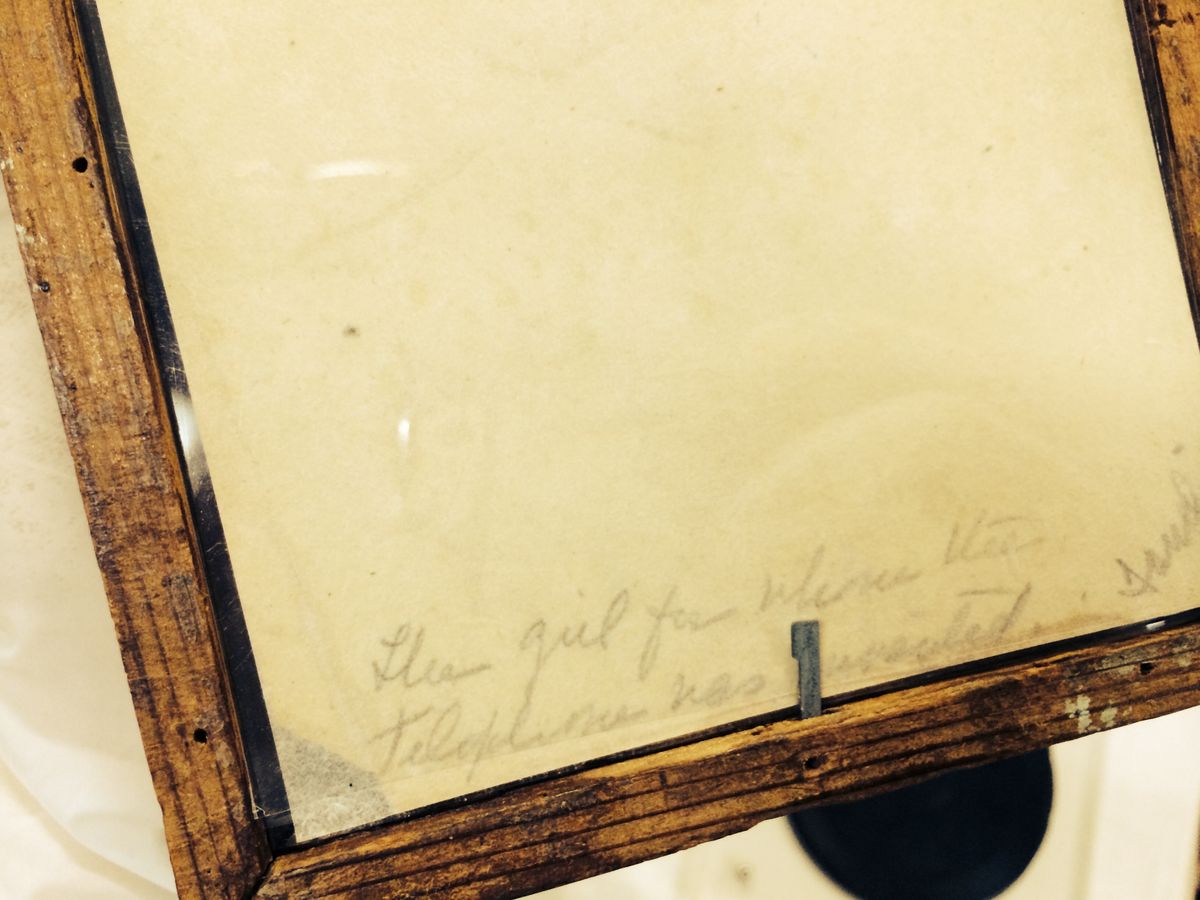 The girl for whom the
Telephone was invented.